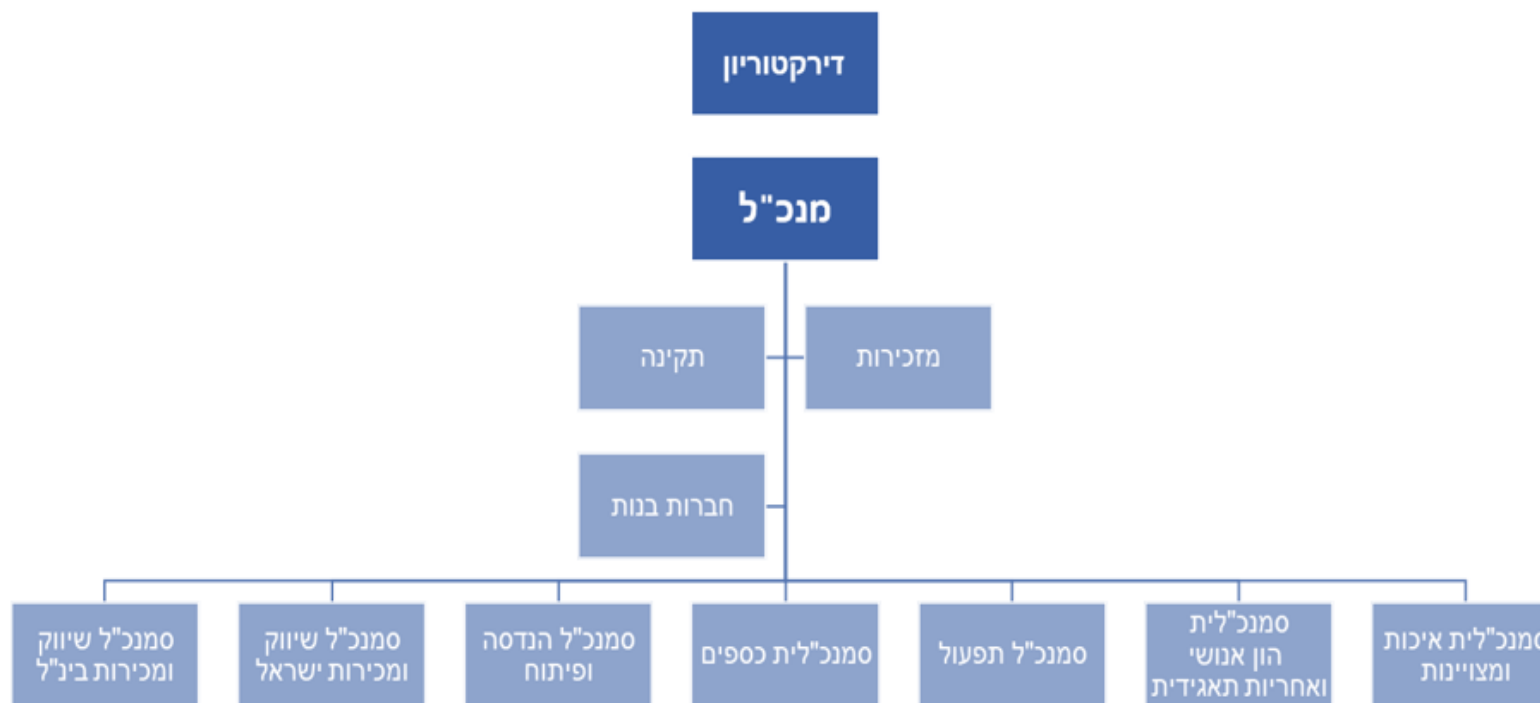 דירקטוריון
מנכ"ל
מזכירות
תקינה
חברות בנות
סמנכ"לית איכות
ומצויינות
סמנכ"לית
הון אנושי
ואחריות תאגידית
סמנכ"ל תפעול
סמנכ"לית כספים
סמנכ"ל הנדסה
ופיתוח
סמנכ"ל שיווק
ומכירות ישראל
סמנכ"ל שיווק
ומכירות בינ"ל